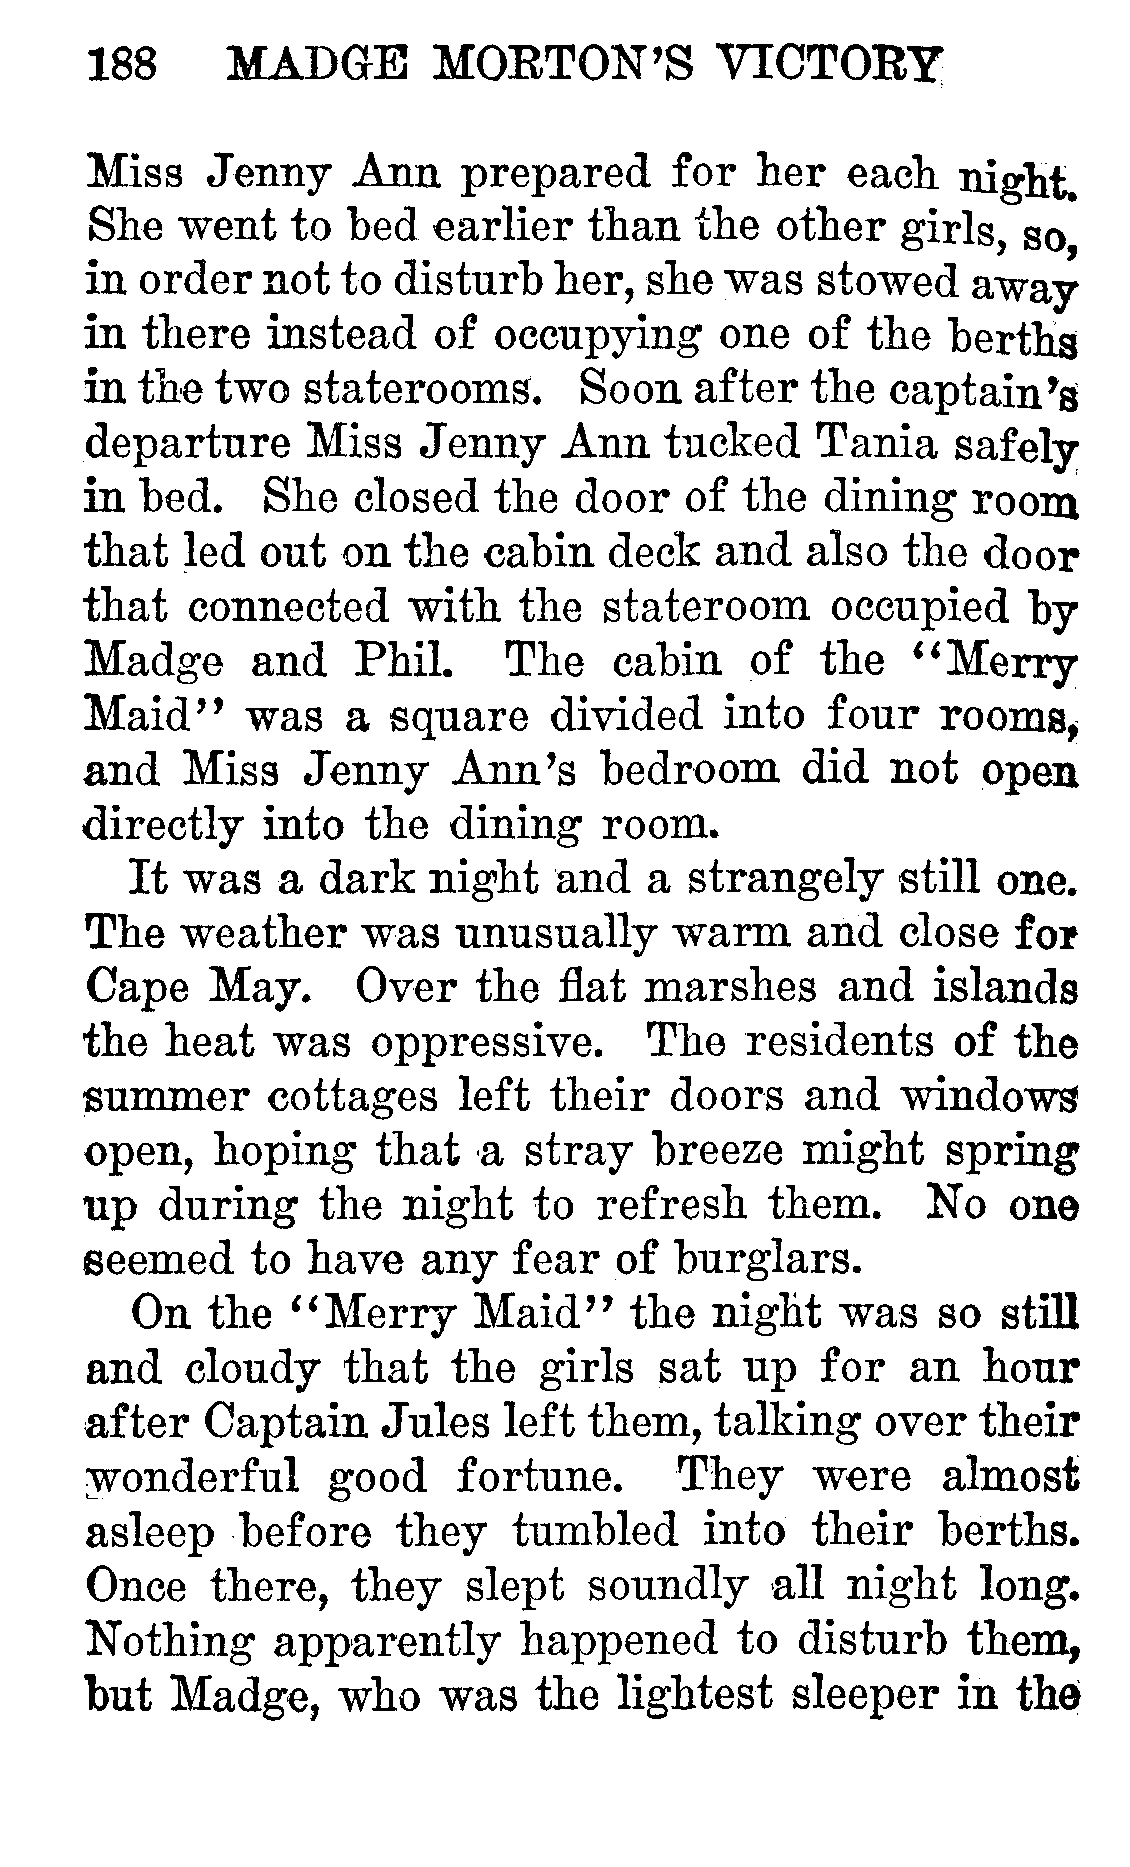 188 MADGE MORTON'S VICTORY
Miss Jenny Ann prepared for her each night.
She went to bed earlier than the other girls, so,
in order not to disturb her, she was stowed away
in there instead of occupying one of the berths
in the two staterooms. Soon after the captain's
departure Miss Jenny Ann tucked Tania safely
in bed. She closed the door of the dining room
that led out on the cabin deck and also the door
that connected with the stateroom occupied by
Madge and Phil. The cabin of the "Merry
Maid" was a square divided into four rooms,
and Miss Jenny Ann's bedroom did not open
directly into the dining room.
It was a dark night and a strangely still one.
The weather was unusually warm and close for
Cape May. Over the flat marshes and islands
the heat was oppressive. The residents of the
summer cottages left their doors and windows
open, hoping that a stray breeze might spring
up during the night to refresh them. No one
seemed to have any fear of burglars.
On the "Merry Maid" the night was so still
and cloudy that the girls sat up for an hour
after Captain Jules left them, talking over their
wonderful good fortune. They were almost
asleep before they tumbled into their berths.
Once there, they slept soundly all night long.
Nothing apparently happened to disturb them,
but Madge, who was the lightest sleeper in the